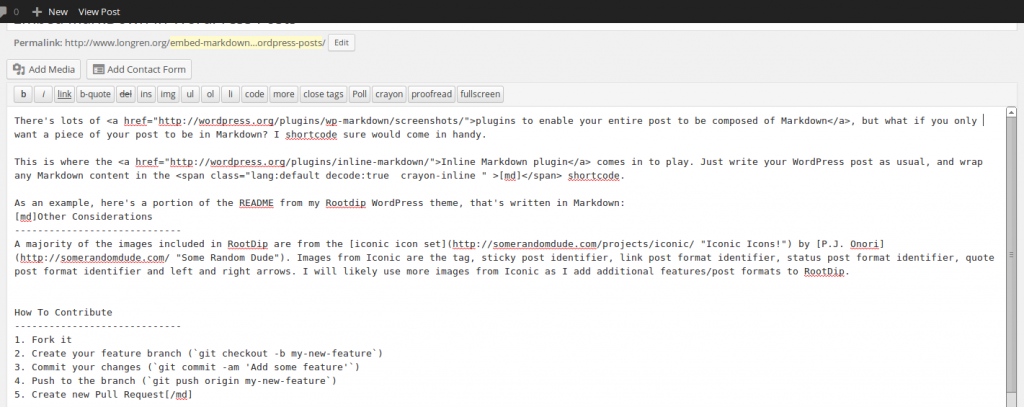 0 New View Post
Permalink: http://www.longren.org/embed-markdown...ordpress-posts/ Edit
Add Media Add Contact Form
b i link b-quote del ins img ul ol li code more close tags Poll crayon proofread fullscreen
There's lots of <a href="http://wordpress.org/plugins/wp-markdown/screenshots/">plugins to enable your entire post to be composed of Markdown</a>, but what if you only
want a piece of your post to be in Markdown? I shortcode sure would come in handy.
This is where the <a href="http://wordpress.org/plugins/inline-markdown/">Inline Markdown plugin</a> comes in to play. Just write your WordPress post as usual, and wrap
any Markdown content in the <span class="lang:default decode:true  crayon-inline " >[md]</span> shortcode.
As an example, here's a portion of the README from my Rootdip WordPress theme, that's written in Markdown:
[md]Other Considerations
-----------------------------
A majority of the images included in RootDip are from the [iconic icon set](http://somerandomdude.com/projects/iconic/ "Iconic Icons!") by [P.J. Onori]
(http://somerandomdude.com/ "Some Random Dude"). Images from Iconic are the tag, sticky post identifier, link post format identifier, status post format identifier, quote
post format identifier and left and right arrows. I will likely use more images from Iconic as I add additional features/post formats to RootDip.
How To Contribute
-----------------------------
1. Fork it
2. Create your feature branch (`git checkout -b my-new-feature`)
3. Commit your changes (`git commit -am 'Add some feature'`)
4. Push to the branch (`git push origin my-new-feature`)
5. Create new Pull Request[/md]